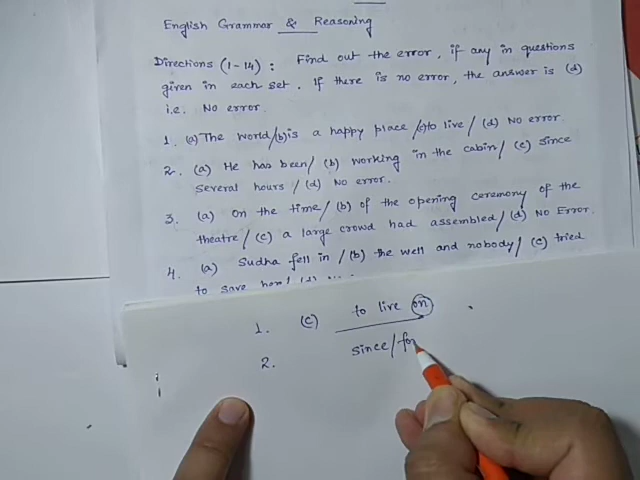 English Grammar & Reasoning
Directions (1-14) : Find out the error, if any in questions
given in each set. If there is no error, the answer is (d)
i.e. No error.
1. (a) The world/(b) is a happy place /(c) to live / (d) No error.
2. (a) He has been/ (b) working in the cabin/ (c) since
several hours / (d) No error.
3. (a) On the time / (b) of the opening ceremony of the
theatre/ (c) a large crowd had assembled/ (d) No Error.
4. (a) Sudha fell in / (b) the well and nobody/ (c) tried
to save
1. (c) to live on
2. since/for